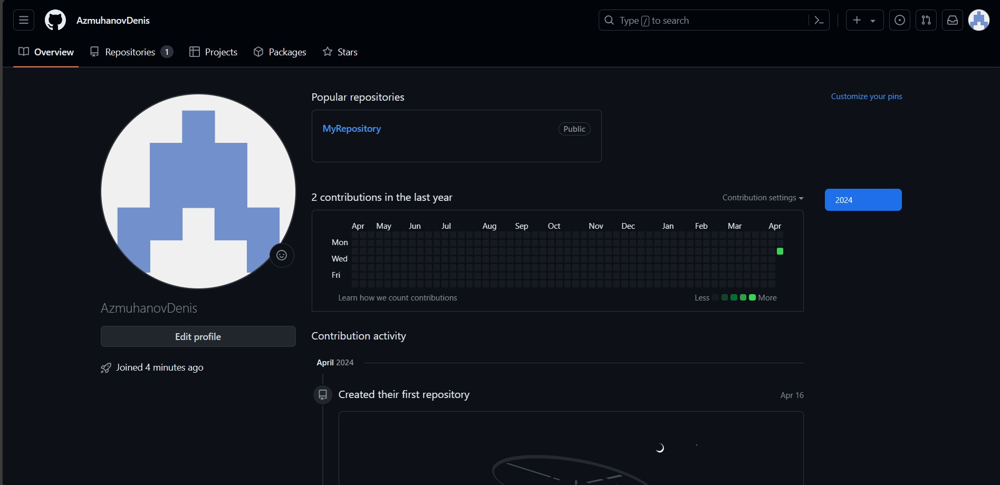 AzmuhanovDenis
Type / to search
Overview
Repositories 1
Projects
Packages
Stars
Popular repositories
Customize your pins
MyRepository
Public
2 contributions in the last year
Contribution settings
2024
Apr May Jun Jul Aug Sep Oct Nov Dec Jan Feb Mar Apr
Mon
Wed
Fri
Learn how we count contributions
Less More
AzmuhanovDenis
Edit profile
Joined 4 minutes ago
Contribution activity
April 2024
Created their first repository
Apr 16